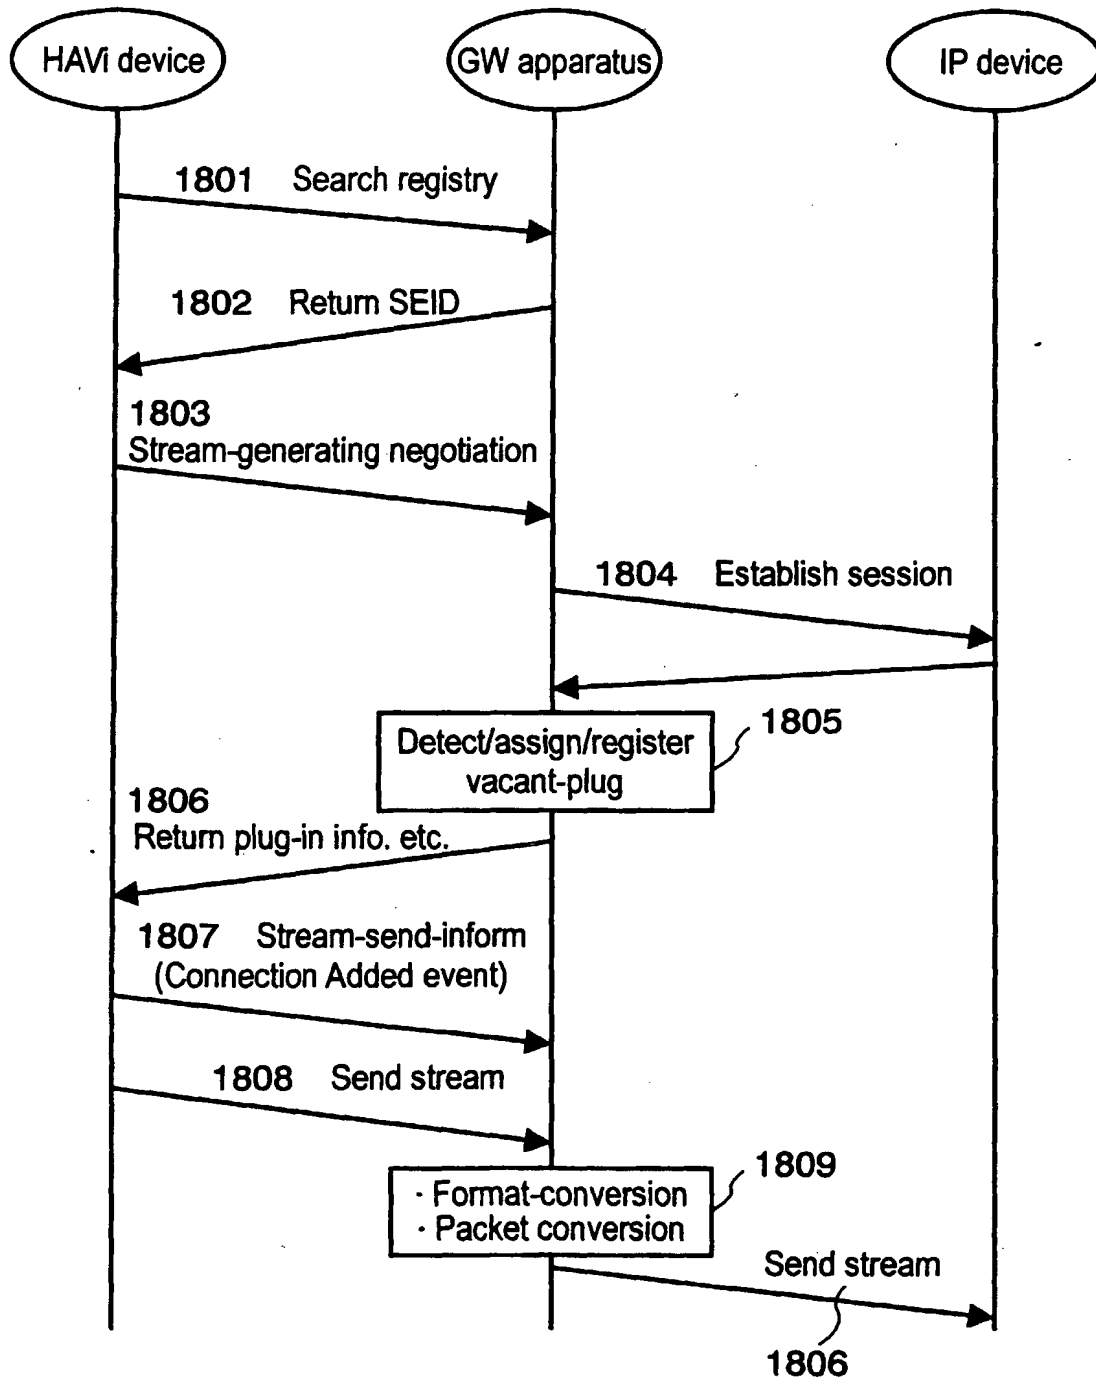 HAVi device
GW apparatus
IP device
1801 Search registry
1802 Return SEID
1803
Stream-generating negotiation
1804 Establish session
1805
Detect/assign/register
vacant-plug
1806
Return plug-in info. etc.
1807 Stream-send-inform
(Connection Added event)
1808 Send stream
1809
· Format-conversion
· Packet conversion
Send stream
1806